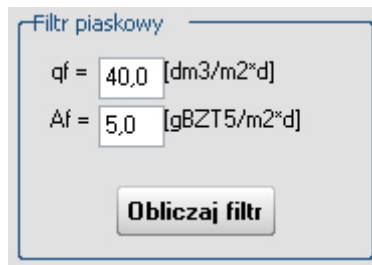 Filtr piaskowy
qf = 40,0 [dm3/m2*d]
Af = 5,0 [gBZT5/m2*d]
Obliczaj filtr